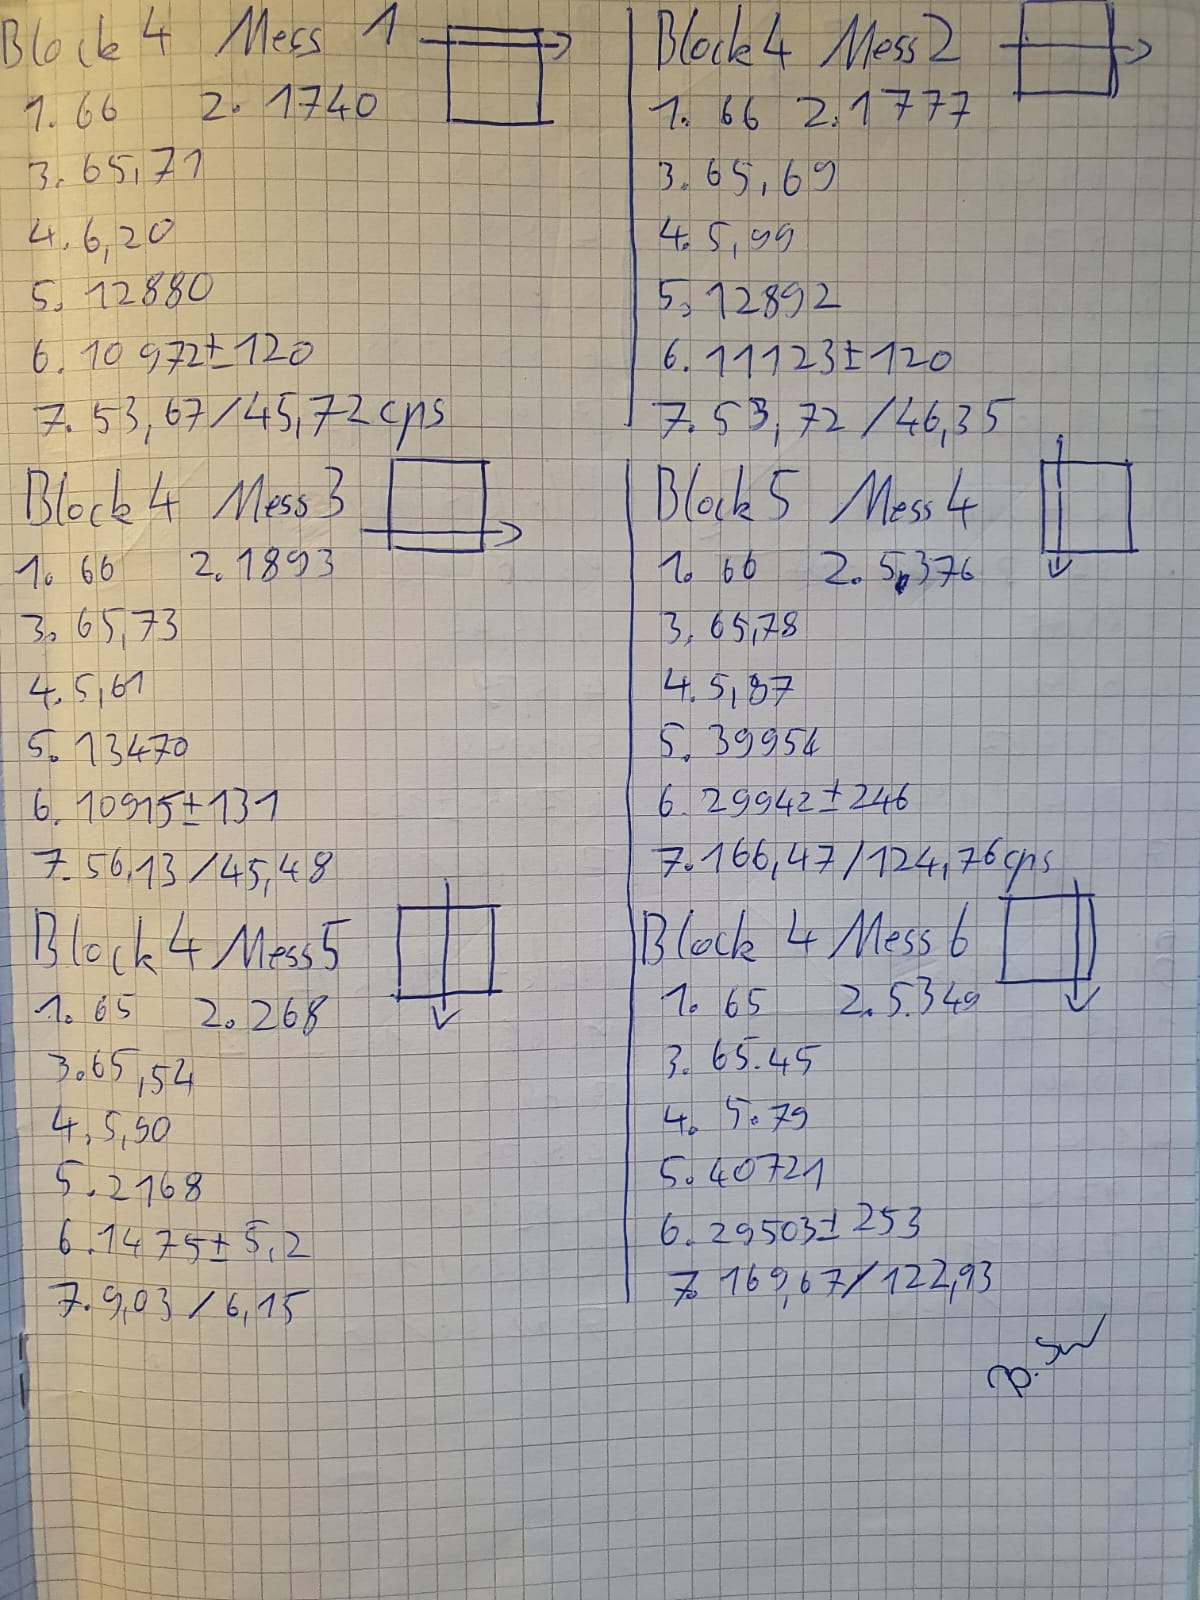 Block 4 Mess 1
1. 66 2. 1740
3. 65,71
4. 6,20
5. 12880
6. 10972±120
7. 53,67/45,72 cps
Block 4 Mess 2
1. 66 2. 1777
3. 65,69
4. 5,99
5. 12892
6. 11123±120
7. 53,72/46,35
Block 4 Mess 3
1. 66 2. 1893
3. 65,73
4. 5,61
5. 13470
6. 10915±131
7. 56,13/45,48
Block 5 Mess 4
1. 66 2. 5.376
3. 65,78
4. 5,87
5. 39954
6. 29942±246
7. 166,47/124,76 cps
Block 4 Mess 5
1. 65 2. 268
3. 65,54
4. 5,90
5. 2168
6. 1475±5,2
7. 9,03/6,15
Block 4 Mess 6
1. 65 2. 5.349
3. 65.45
4. 5.79
5. 40721
6. 29503±253
7. 169,67/122,93